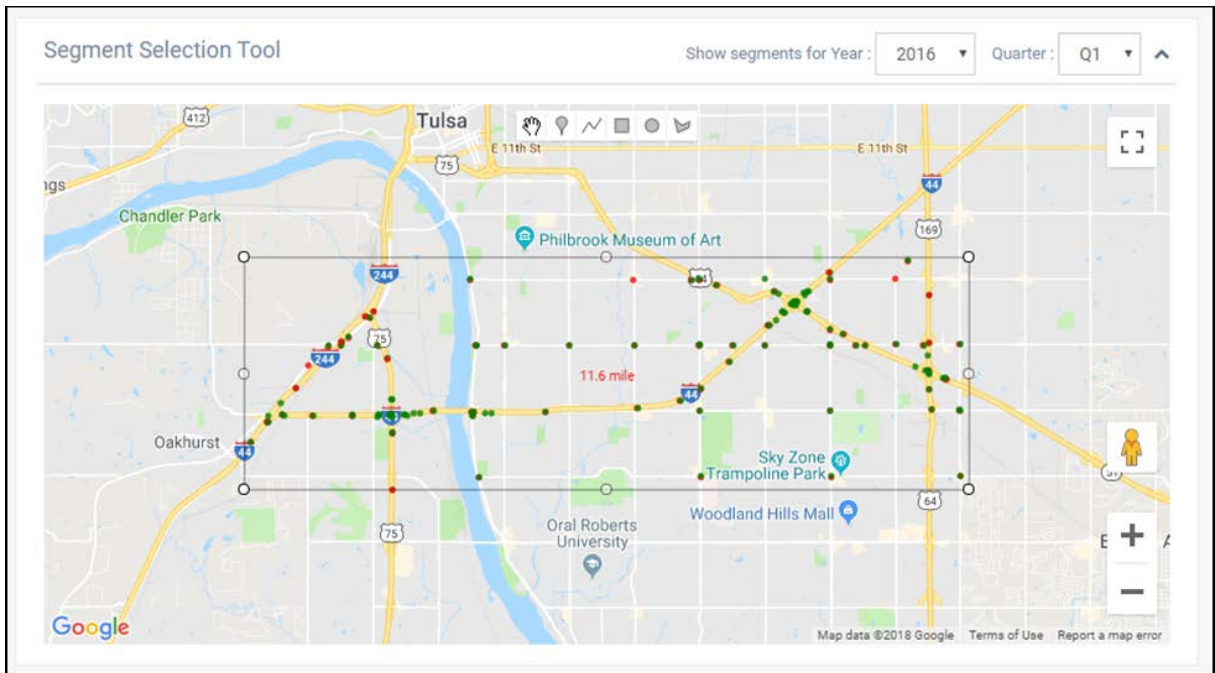 Segment Selection Tool
Show segments for Year :
2016
Quarter :
Q1
412
Tulsa
E 11th St
E 11th St
75
44
ngs
Chandler Park
169
Philbrook Museum of Art
244
75
244
11.6 mile
44
Oakhurst
44
Sky Zone
Trampoline Park
51
64
Woodland Hills Mall
Oral Roberts
University
75
E
A
Google
Map data ©2018 Google
Terms of Use
Report a map error